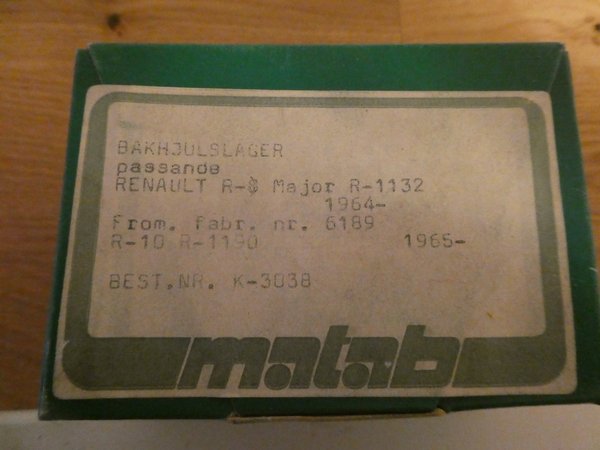 BAKHJULSLAGER
passande
RENAULT R-8 Major R-1132
1964-
From. fabr. nr. 6189
R-10 R-1190 1965-
BEST.NR. K-3038
matab